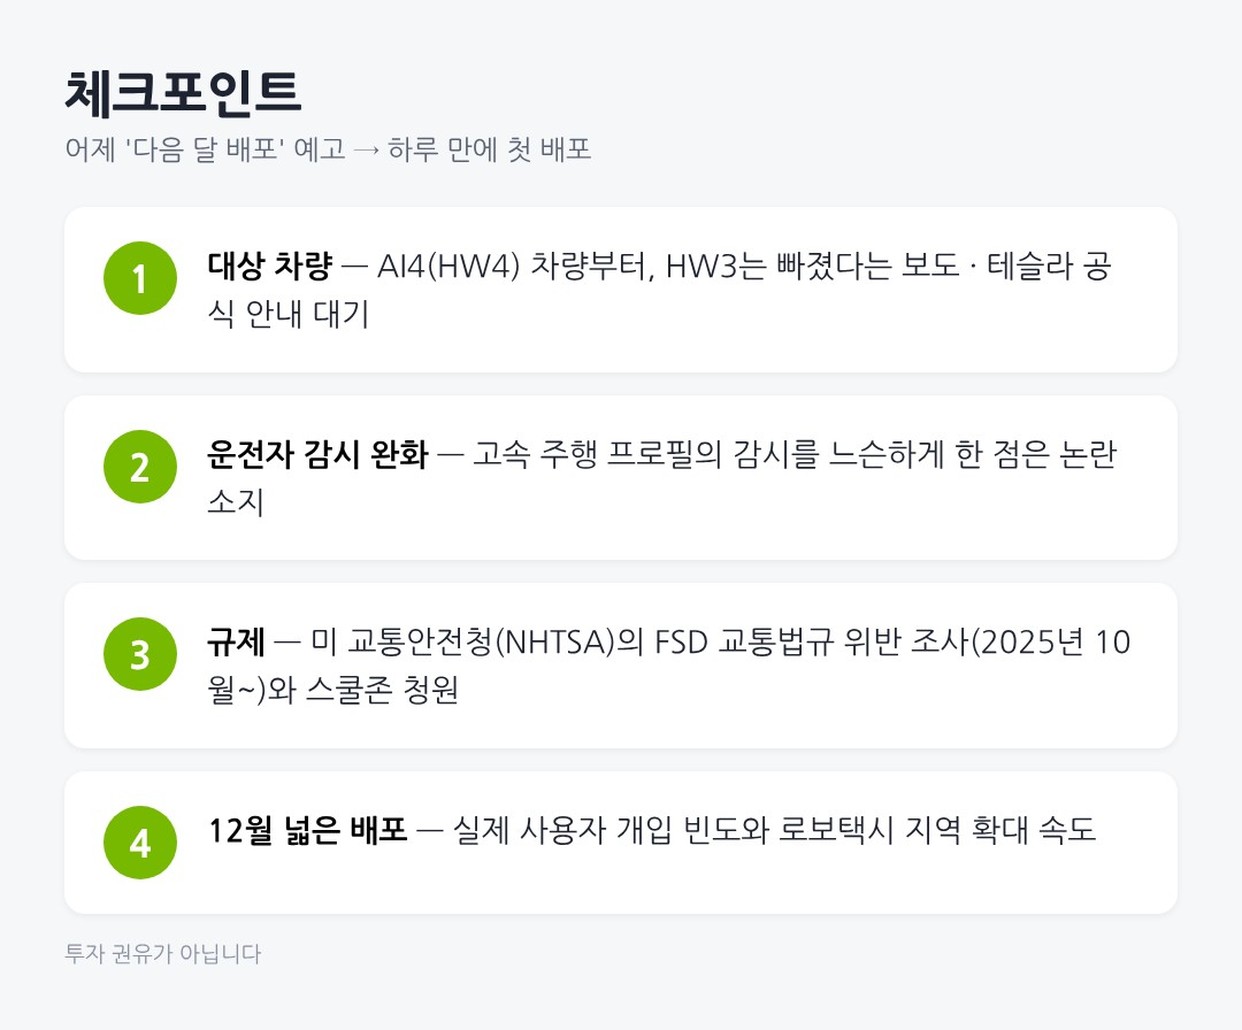 체크포인트
어제 '다음 달 배포' 예고 → 하루 만에 첫 배포
1
대상 차량 — AI4(HW4) 차량부터, HW3는 빠졌다는 보도 · 테슬라 공
식 안내 대기
2
운전자 감시 완화 — 고속 주행 프로필의 감시를 느슨하게 한 점은 논란
소지
3
규제 — 미 교통안전청(NHTSA)의 FSD 교통법규 위반 조사(2025년 10
월~)와 스쿨존 청원
4
12월 넓은 배포 — 실제 사용자 개입 빈도와 로보택시 지역 확대 속도
투자 권유가 아닙니다